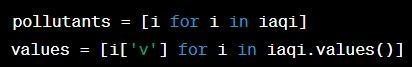 pollutants = [i for i in iaqi]
values = [i['v'] for i in iaqi.values()]